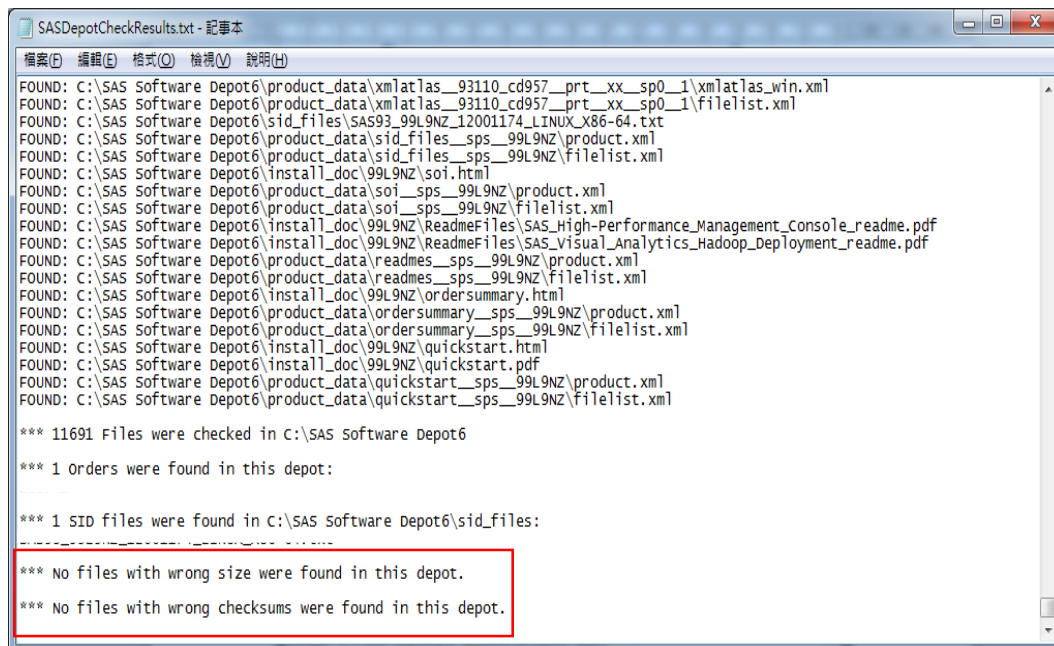 SASDepotCheckResults.txt - 記事本
檔案(F) 編輯(E) 格式(O) 檢視(V) 說明(H)
FOUND: C:\SAS Software Depot6\product_data\xmlatlas__93110_cd957__prt__xx__sp0__1\xmlatlas_win.xml
FOUND: C:\SAS Software Depot6\product_data\xmlatlas__93110_cd957__prt__xx__sp0__1\filelist.xml
FOUND: C:\SAS Software Depot6\sid_files\SAS93_99L9NZ_12001174_LINUX_X86-64.txt
FOUND: C:\SAS Software Depot6\product_data\sid_files__sps__99L9NZ\product.xml
FOUND: C:\SAS Software Depot6\product_data\sid_files__sps__99L9NZ\filelist.xml
FOUND: C:\SAS Software Depot6\install_doc\99L9NZ\soi.html
FOUND: C:\SAS Software Depot6\product_data\soi__sps__99L9NZ\product.xml
FOUND: C:\SAS Software Depot6\product_data\soi__sps__99L9NZ\filelist.xml
FOUND: C:\SAS Software Depot6\install_doc\99L9NZ\ReadmeFiles\SAS_High-Performance_Management_Console_readme.pdf
FOUND: C:\SAS Software Depot6\install_doc\99L9NZ\ReadmeFiles\SAS_Visual_Analytics_Hadoop_Deployment_readme.pdf
FOUND: C:\SAS Software Depot6\product_data\readmes__sps__99L9NZ\product.xml
FOUND: C:\SAS Software Depot6\product_data\readmes__sps__99L9NZ\filelist.xml
FOUND: C:\SAS Software Depot6\install_doc\99L9NZ\ordersummary.html
FOUND: C:\SAS Software Depot6\product_data\ordersummary__sps__99L9NZ\product.xml
FOUND: C:\SAS Software Depot6\product_data\ordersummary__sps__99L9NZ\filelist.xml
FOUND: C:\SAS Software Depot6\install_doc\99L9NZ\quickstart.html
FOUND: C:\SAS Software Depot6\install_doc\99L9NZ\quickstart.pdf
FOUND: C:\SAS Software Depot6\product_data\quickstart__sps__99L9NZ\product.xml
FOUND: C:\SAS Software Depot6\product_data\quickstart__sps__99L9NZ\filelist.xml
*** 11691 Files were checked in C:\SAS Software Depot6
*** 1 Orders were found in this depot:
*** 1 SID files were found in C:\SAS Software Depot6\sid_files:
*** No files with wrong size were found in this depot.
*** No files with wrong checksums were found in this depot.